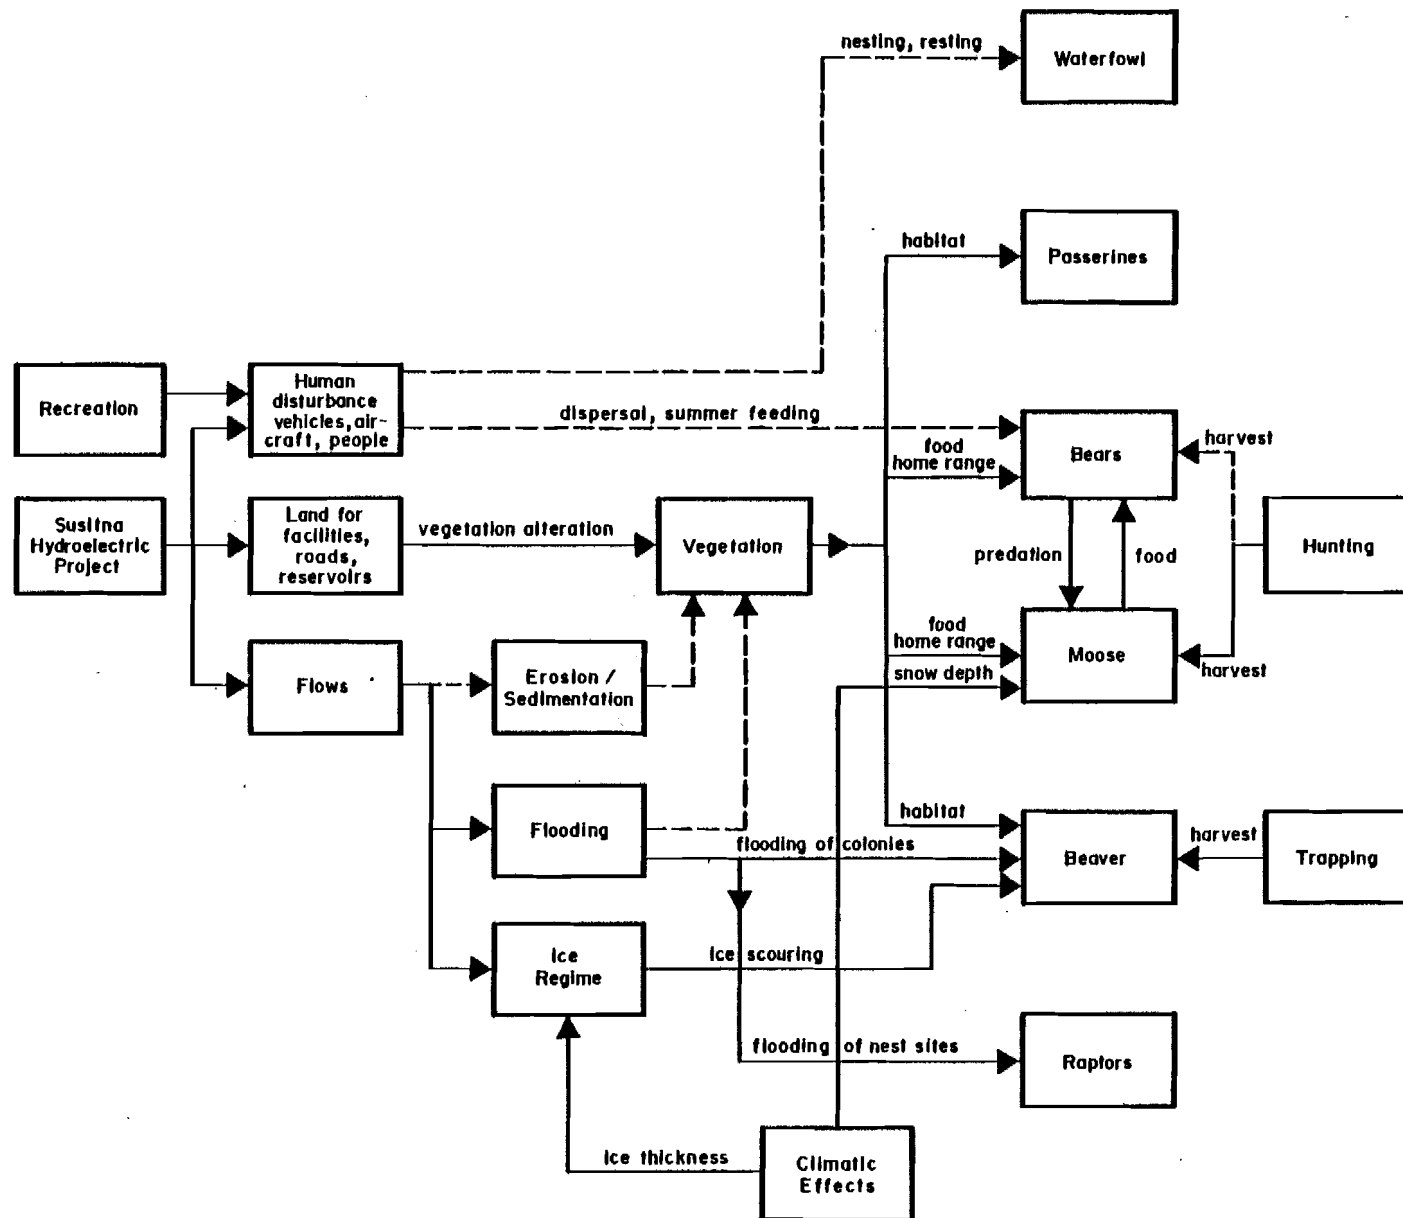 nesting, resting
Waterfowl
habitat
Passerines
Recreation
Human
disturbance
vehicles, air-
craft, people
dispersal, summer feeding
food
home range
Bears
harvest
Susitna
Hydroelectric
Project
Land for
facilities,
roads,
reservoirs
vegetation alteration
Vegetation
predation
food
Hunting
Flows
Erosion /
Sedimentation
food
home range
snow depth
Moose
harvest
Flooding
flooding of colonies
habitat
Beaver
harvest
Trapping
Ice
Regime
ice scouring
flooding of nest sites
Raptors
ice thickness
Climatic
Effects